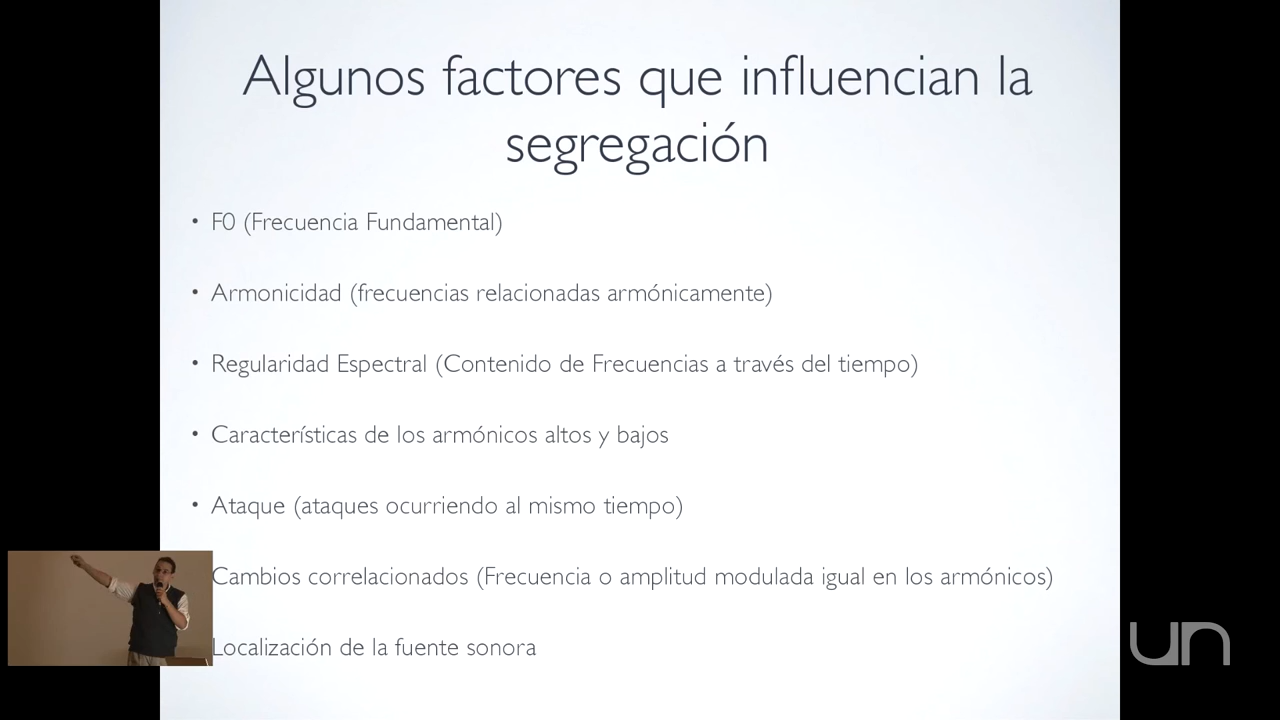 Algunos factores que influencian la
segregación
• F0 (Frecuencia Fundamental)
• Armonicidad (frecuencias relacionadas armónicamente)
• Regularidad Espectral (Contenido de Frecuencias a través del tiempo)
• Características de los armónicos altos y bajos
• Ataque (ataques ocurriendo al mismo tiempo)
Cambios correlacionados (Frecuencia o amplitud modulada igual en los armónicos)
Localización de la fuente sonora
un